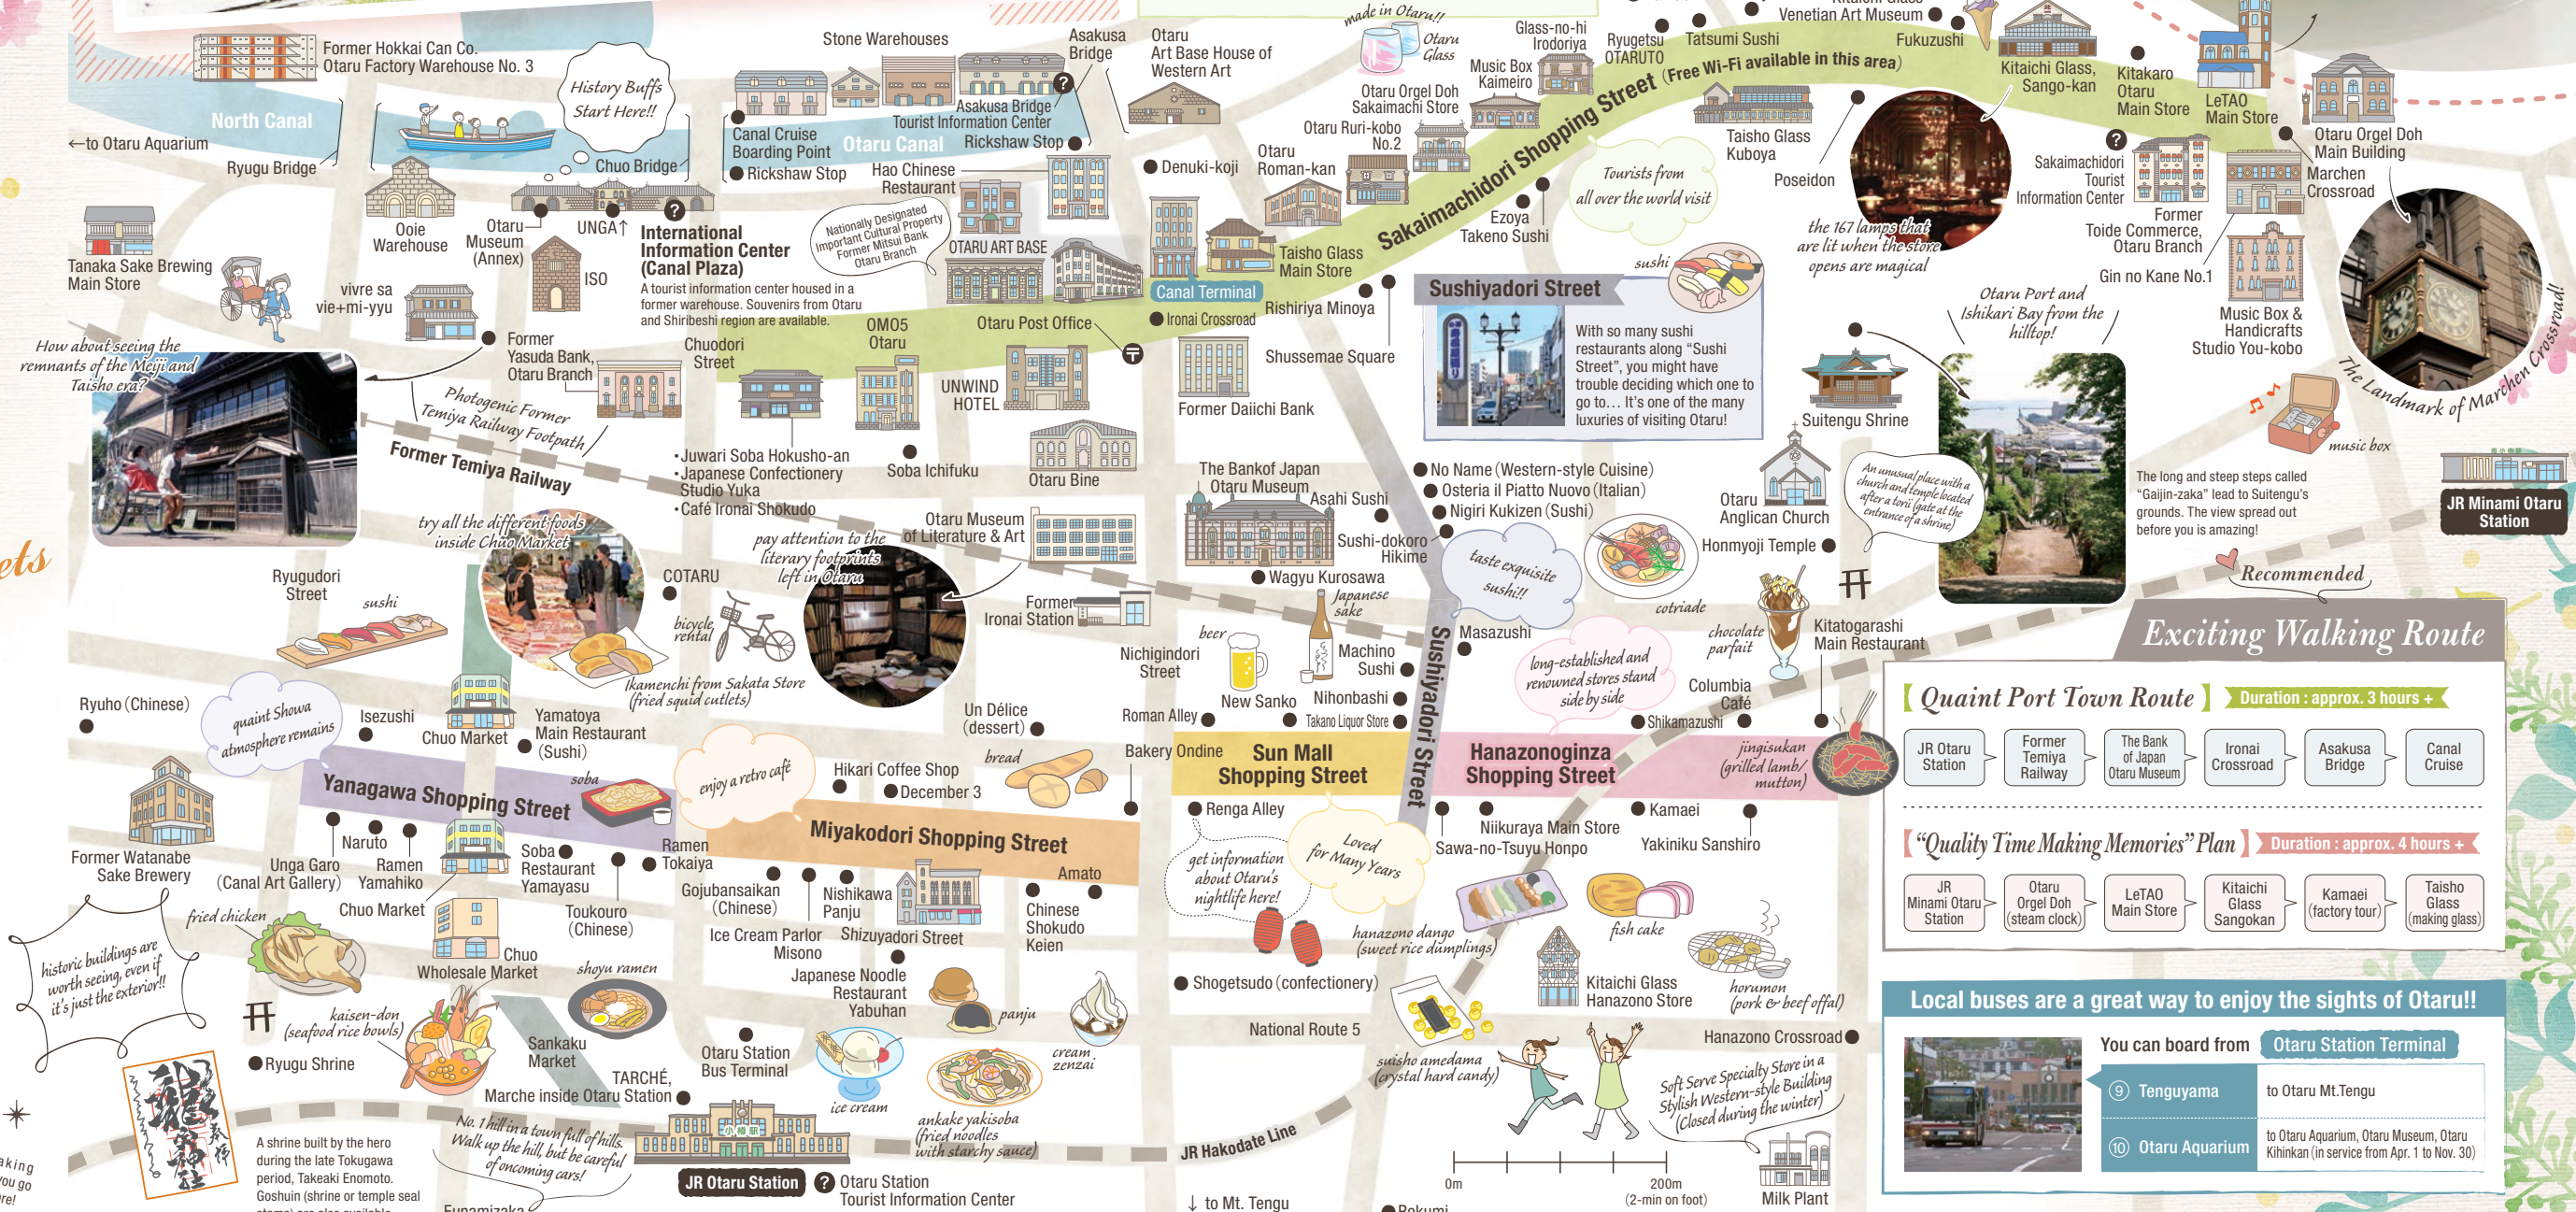 Former Hokkai Can Co.
Otaru Factory Warehouse No. 3
North Canal
←to Otaru Aquarium
Ryugu Bridge
History Buffs
Start Here!!
Chuo Bridge
Stone Warehouses
Asakusa
Bridge
Asakusa Bridge
Tourist Information Center
Canal Cruise
Boarding Point
Otaru Canal
Rickshaw Stop
Rickshaw Stop
Hao Chinese
Restaurant
Otaru
Art Base House of
Western Art
Denuki-koji
made in Otaru!!
Otaru
Glass
Glass-no-hi
Irodoriya
Music Box
Kaimeiro
Otaru Orgel Doh
Sakaimachi Store
Otaru Ruri-kobo
No.2
Otaru
Roman-kan
Ryugetsu
OTARUTO
Tatsumi Sushi
Venetian Art Museum
Fukuzushi
Sakaimachidori Shopping Street (Free Wi-Fi available in this area)
Kitaichi Glass,
Sango-kan
Kitakaro
Otaru
Main Store
LeTAO
Main Store
Otaru Orgel Doh
Main Building
Marchen
Crossroad
Taisho Glass
Kuboya
Poseidon
Tourists from
all over the world visit
Ezoya
Takeno Sushi
the 167 lamps that
are lit when the store
opens are magical
Sakaimachidori
Tourist
Information Center
Former
Toide Commerce,
Otaru Branch
Gin no Kane No.1
Music Box &
Handicrafts
Studio You-kobo
The Landmark of Marchen Crossroad!
Tanaka Sake Brewing
Main Store
Ooie
Warehouse
Otaru
Museum
(Annex)
UNGA↑
ISO
International
Information Center
(Canal Plaza)
A tourist information center housed in a
former warehouse. Souvenirs from Otaru
and Shiribeshi region are available.
Nationally Designated
Important Cultural Property
Former Mitsui Bank
Otaru Branch
OTARU ART BASE
Taisho Glass
Main Store
Canal Terminal
Ironai Crossroad
Rishiriya Minoya
Shussemae Square
vivre sa
vie+mi-yyu
How about seeing the
remnants of the Meiji and
Taisho era?
Former
Yasuda Bank,
Otaru Branch
Photogenic Former
Temiya Railway Footpath
Former Temiya Railway
Chuodori
Street
OMO5
Otaru
Otaru Post Office
UNWIND
HOTEL
Former Daiichi Bank
•Juwari Soba Hokusho-an
•Japanese Confectionery
Studio Yuka
•Café Ironai Shokudo
Soba Ichifuku
Otaru Bine
Sushiyadori Street
sushi
With so many sushi
restaurants along “Sushi
Street”, you might have
trouble deciding which one to
go to… It’s one of the many
luxuries of visiting Otaru!
Suitengu Shrine
Otaru Port and
Ishikari Bay from the
hilltop!
music box
The long and steep steps called
“Gaijin-zaka” lead to Suitengu’s
grounds. The view spread out
before you is amazing!
JR Minami Otaru
Station
The Bankof Japan
Otaru Museum
Asahi Sushi
No Name (Western-style Cuisine)
Osteria il Piatto Nuovo (Italian)
Nigiri Kukizen (Sushi)
Sushi-dokoro
Hikime
Otaru
Anglican Church
Honmyoji Temple
An unusual place with a
church and temple located
after a torii (gate at the
entrance of a shrine)
try all the different foods
inside Chuo Market
pay attention to the
literary footprints
left in Otaru
Otaru Museum
of Literature & Art
taste exquisite
sushi!!
cotriade
Wagyu Kurosawa
Japanese
sake
Ryugudori
Street
sushi
COTARU
bicycle
rental
Former
Ironai Station
beer
Nichigindori
Street
Machino
Sushi
Masazushi
Sushiyadori Street
chocolate
parfait
Kitatogarashi
Main Restaurant
long-established and
renowned stores stand
side by side
Columbia
Café
Ryuho (Chinese)
quaint Showa
atmosphere remains
Isezushi
Chuo Market
Yamatoya
Main Restaurant
(Sushi)
Ikamenchi from Sakata Store
(fried squid cutlets)
Un Délice
(dessert)
Roman Alley
New Sanko
Nihonbashi
Takano Liquor Store
Shikamazushi
Yanagawa Shopping Street
soba
enjoy a retro café
Hikari Coffee Shop
December 3
bread
Bakery Ondine
Sun Mall
Shopping Street
Hanazonoginza
Shopping Street
jingisukan
(grilled lamb/
mutton)
Miyakodori Shopping Street
Renga Alley
Niikuraya Main Store
Sawa-no-Tsuyu Honpo
Kamaei
Yakiniku Sanshiro
Former Watanabe
Sake Brewery
Unga Garo
(Canal Art Gallery)
Naruto
Ramen
Yamahiko
Chuo Market
Soba
Restaurant
Yamayasu
Toukouro
(Chinese)
Ramen
Tokaiya
Gojubansaikan
(Chinese)
Ice Cream Parlor
Misono
Nishikawa
Panju
Shizuyadori Street
Amato
Chinese
Shokudo
Keien
get information
about Otaru's
nightlife here!
Loved
for Many Years
hanazono dango
(sweet rice dumplings)
fish cake
fried chicken
historic buildings are
worth seeing, even if
it's just the exterior!!
Chuo
Wholesale Market
shoyu ramen
Japanese Noodle
Restaurant
Yabuhan
panju
Shogetsudo (confectionery)
Kitaichi Glass
Hanazono Store
horumon
(pork & beef offal)
kaisen-don
(seafood rice bowls)
Ryugu Shrine
Sankaku
Market
Otaru Station
Bus Terminal
cream
zenzai
National Route 5
Hanazono Crossroad
TARCHÉ,
Marche inside Otaru Station
ice cream
suisho amedama
(crystal hard candy)
ankake yakisoba
(fried noodles
with starchy sauce)
Soft Serve Specialty Store in a
Stylish Western-style Building
(Closed during the winter)
A shrine built by the hero
during the late Tokugawa
period, Takeaki Enomoto.
Goshuin (shrine or temple seal
No. 1 hill in a town full of hills.
Walk up the hill, but be careful
of oncoming cars!
小樽駅
JR Otaru Station
Otaru Station
Tourist Information Center
JR Hakodate Line
↓ to Mt. Tengu
0m
200m
(2-min on foot)
Milk Plant
Recommended
Exciting Walking Route
Quaint Port Town Route
Duration : approx. 3 hours +
JR Otaru
Station
Former
Temiya
Railway
The Bank
of Japan
Otaru Museum
Ironai
Crossroad
Asakusa
Bridge
Canal
Cruise
“Quality Time Making Memories” Plan
Duration : approx. 4 hours +
JR
Minami Otaru
Station
Otaru
Orgel Doh
(steam clock)
LeTAO
Main Store
Kitaichi
Glass
Sangokan
Kamaei
(factory tour)
Taisho
Glass
(making glass)
Local buses are a great way to enjoy the sights of Otaru!!
You can board from Otaru Station Terminal
⑨ Tenguyama
to Otaru Mt.Tengu
⑩ Otaru Aquarium
to Otaru Aquarium, Otaru Museum, Otaru
Kihinkan (in service from Apr. 1 to Nov. 30)